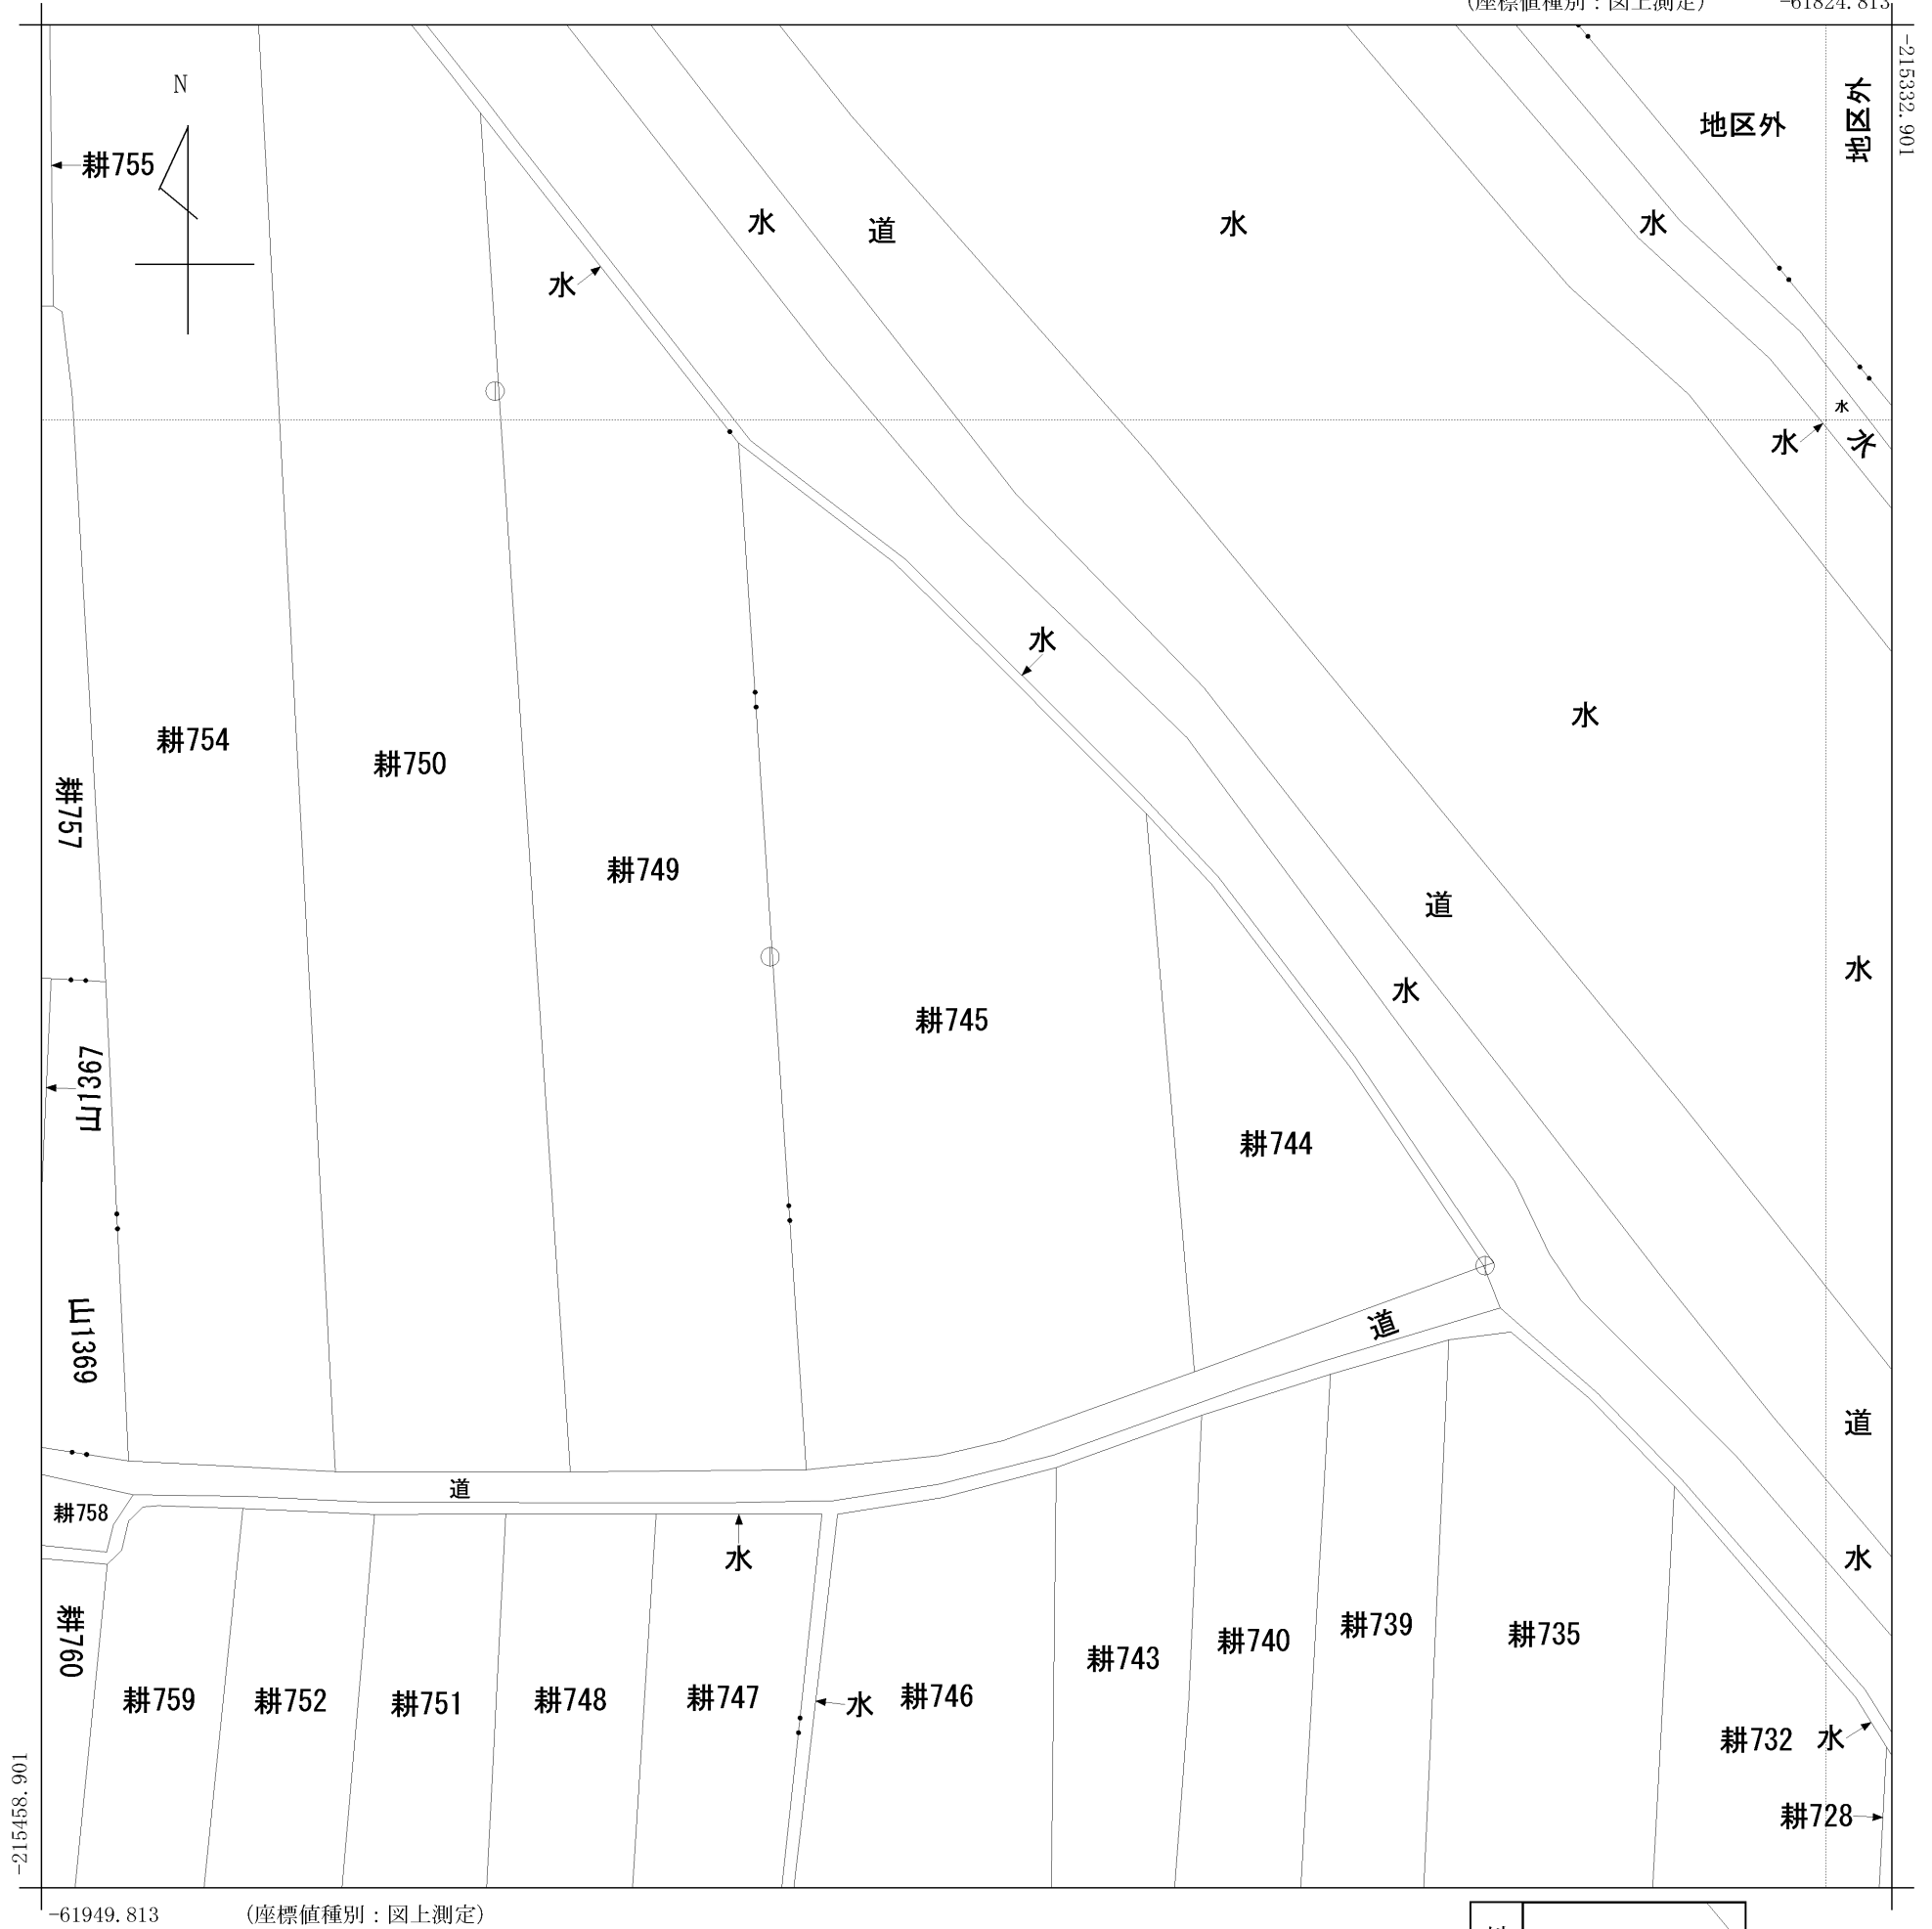 (座標値種別：図上測定) -61824.813
-215332.901
N
地区外
地区外
耕755
水
道
水
水
水
水
水
水
水
水
耕754
耕750
耕757
耕749
道
水
水
耕745
山1367
耕744
道
山1369
道
道
耕758
水
水
耕760
耕759
耕752
耕751
耕748
耕747
水
耕746
耕743
耕740
耕739
耕735
耕732
水
耕728
-215458.901
-61949.813 (座標値種別：図上測定)